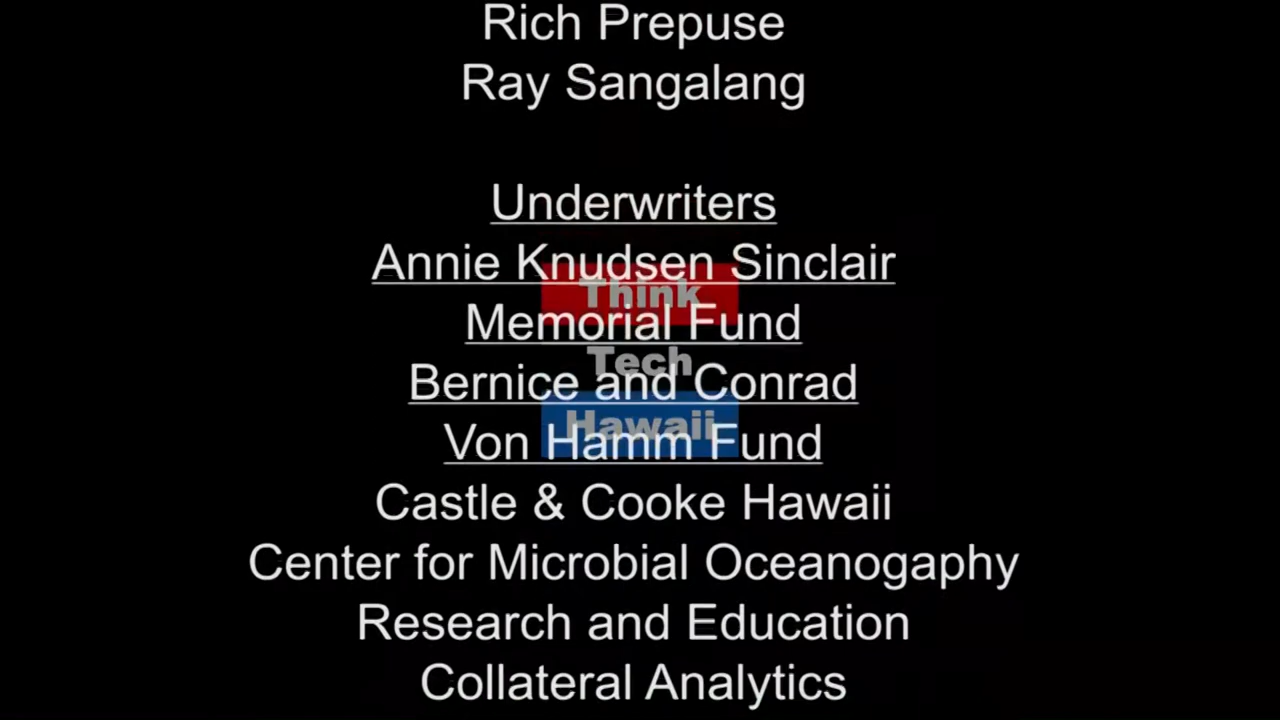 Rich Prepuse
Ray Sangalang
Underwriters
Annie Knudsen Sinclair
Think
Memorial Fund
Tech
Bernice and Conrad
Hawaii
Von Hamm Fund
Castle & Cooke Hawaii
Center for Microbial Oceanogaphy
Research and Education
Collateral Analytics